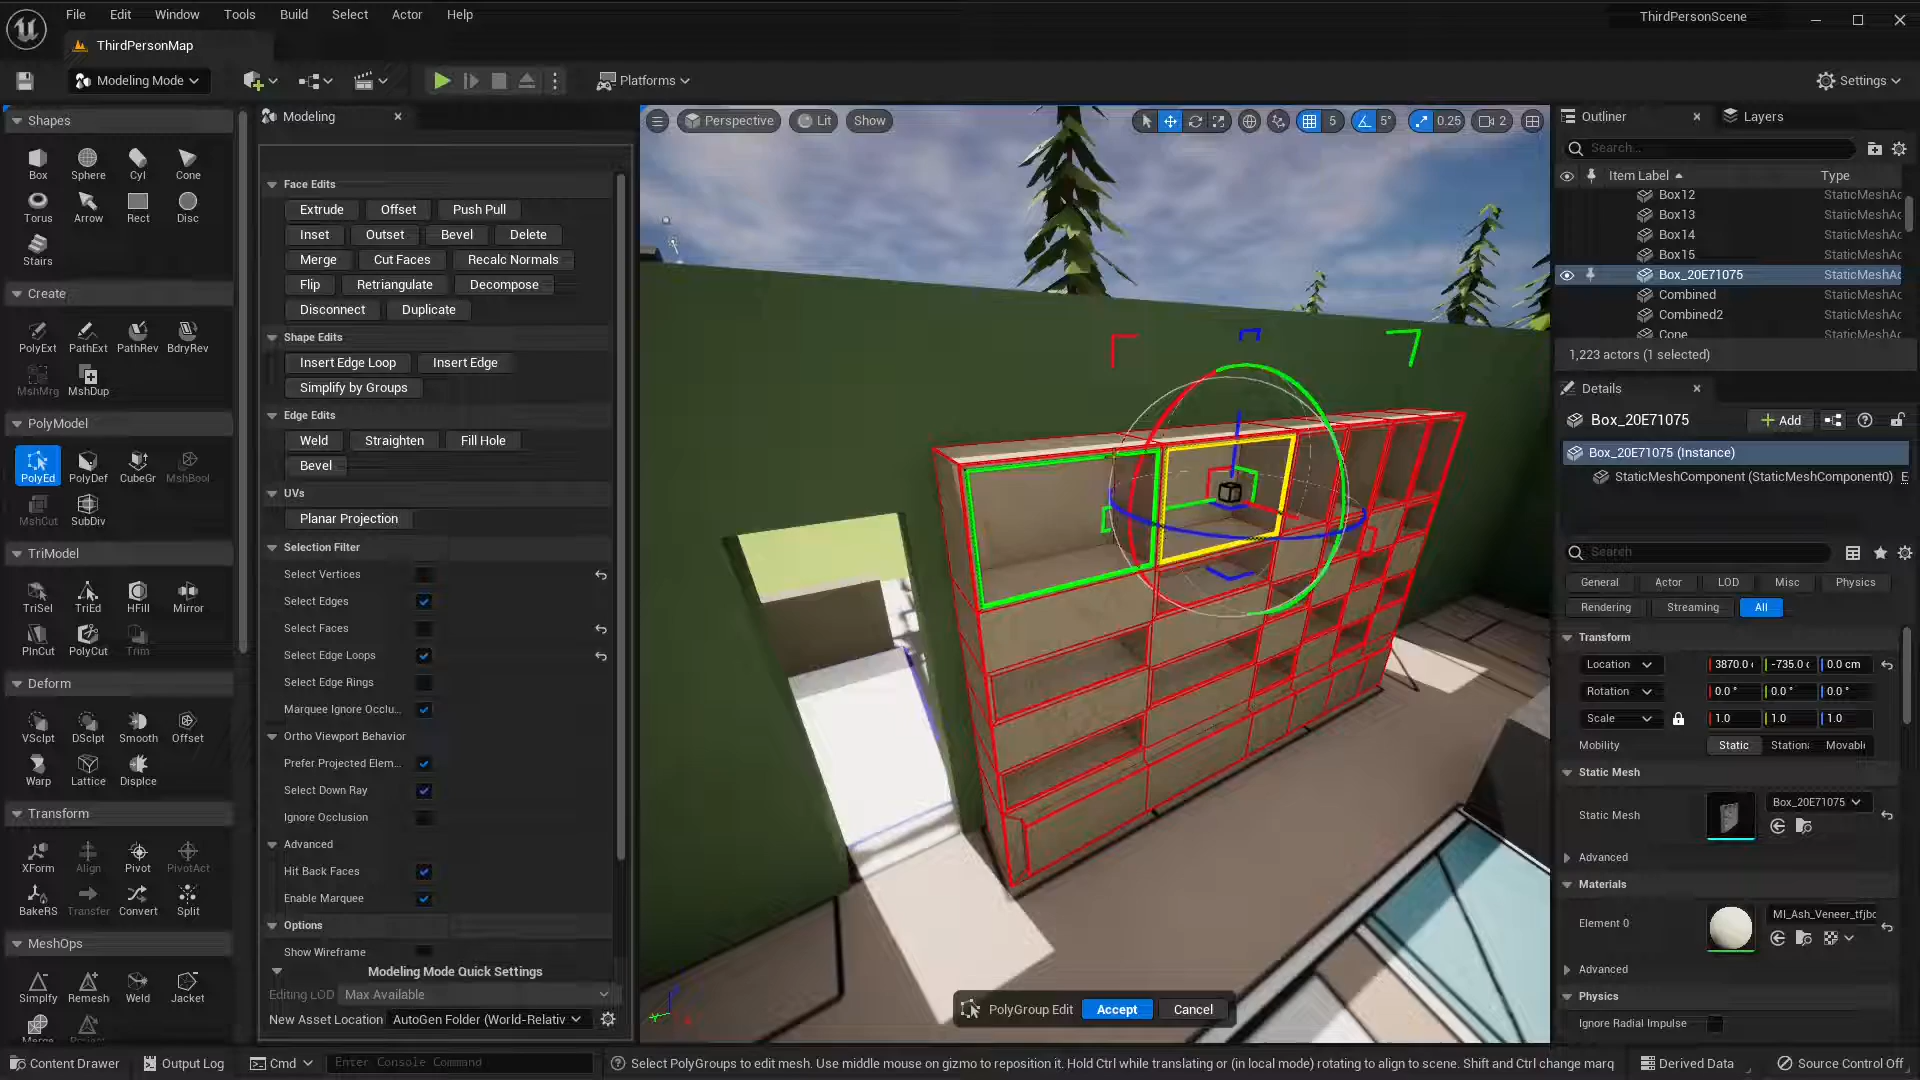 File Edit Window Tools Build Select Actor Help
ThirdPersonScene
ThirdPersonMap
Modeling Mode
Platforms
Settings
Shapes
Box Sphere Cyl Cone
Torus Arrow Rect Disc
Stairs
Create
PolyExt PathExt PathRev BdryRev
MshMrg MshDup
PolyModel
PolyEd PolyDef CubeGr MshBool
MshCut SubDiv
TriModel
TriSel TriEd HFill Mirror
PlnCut PolyCut Trim
Deform
VSclpt DSclpt Smooth Offset
Warp Lattice Displce
Transform
XForm Align Pivot PivotAct
BakeRS Transfer Convert Split
MeshOps
Simplfy Remesh Weld Jacket
Modeling
Face Edits
Extrude Offset Push Pull
Inset Outset Bevel Delete
Merge Cut Faces Recalc Normals
Flip Retriangulate Decompose
Disconnect Duplicate
Shape Edits
Insert Edge Loop Insert Edge
Simplify by Groups
Edge Edits
Weld Straighten Fill Hole
Bevel
UVs
Planar Projection
Selection Filter
Select Vertices
Select Edges
Select Faces
Select Edge Loops
Select Edge Rings
Marquee Ignore Occlu...
Ortho Viewport Behavior
Prefer Projected Elem...
Select Down Ray
Ignore Occlusion
Advanced
Hit Back Faces
Enable Marquee
Options
Show Wireframe
Modeling Mode Quick Settings
Editing LOD Max Available
New Asset Location AutoGen Folder (World-Relativ
Perspective Lit Show
5 5° 0.25 2
PolyGroup Edit Accept Cancel
Outliner Layers
Search...
Item Label Type
Box12 StaticMeshAc
Box13 StaticMeshAc
Box14 StaticMeshAc
Box15 StaticMeshAc
Box_20E71075 StaticMeshAc
Combined StaticMeshAc
Combined2 StaticMeshAc
Cone StaticMeshAc
1,223 actors (1 selected)
Details
Box_20E71075 Add
Box_20E71075 (Instance)
StaticMeshComponent (StaticMeshComponent0) E
Search
General Actor LOD Misc Physics
Rendering Streaming All
Transform
Location 3870.0 -735.0 0.0 cm
Rotation 0.0 ° 0.0 ° 0.0 °
Scale 1.0 1.0 1.0
Mobility Static Station Movabl
Static Mesh
Static Mesh Box_20E71075
Advanced
Materials
Element 0 MI_Ash_Veneer_tfjbc
Advanced
Physics
Ignore Radial Impulse
Content Drawer Output Log Cmd Enter Console Command
Select PolyGroups to edit mesh. Use middle mouse on gizmo to reposition it. Hold Ctrl while translating or (in local mode) rotating to align to scene. Shift and Ctrl change marq
Derived Data Source Control Off